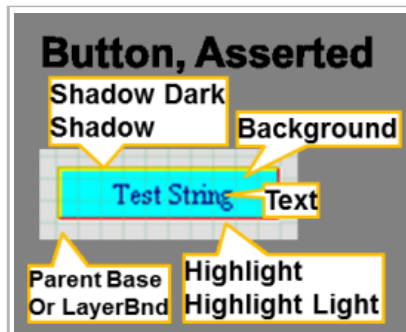 Button, Asserted
Shadow Dark
Shadow
Background
Test String
Text
Parent Base
Or LayerBnd
Highlight
Highlight Light